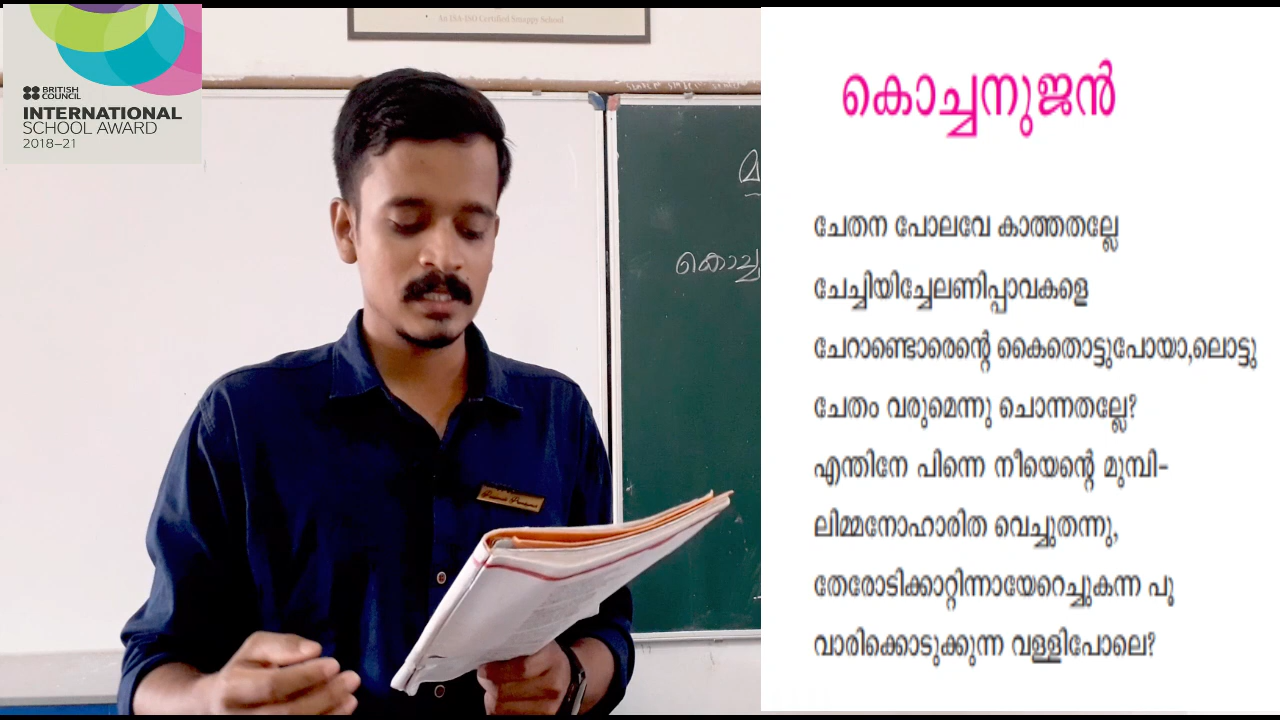 An ISA-ISO Certified Snappy School
BRITISH
COUNCIL
INTERNATIONAL
SCHOOL AWARD
2018–21
കൊച്ച
കൊച്ചനുജൻ
ചേതന പോലവേ കാത്തതല്ലേ
ചേച്ചിയിച്ചേലണിപ്പാവകളെ
ചേറാണ്ടൊരെന്റെ കൈതൊട്ടുപോയാ,ലൊട്ടു
ചേതം വരുമെന്നു ചൊന്നതല്ലേ?
എന്തിനേ പിന്നെ നീയെന്റെ മുമ്പി-
ലിമ്മനോഹാരിത വെച്ചുതന്നു,
തേരോടിക്കാറ്റിന്നായേറെച്ചുകന്ന പൂ
വാരിക്കൊടുക്കുന്ന വള്ളിപോലെ?